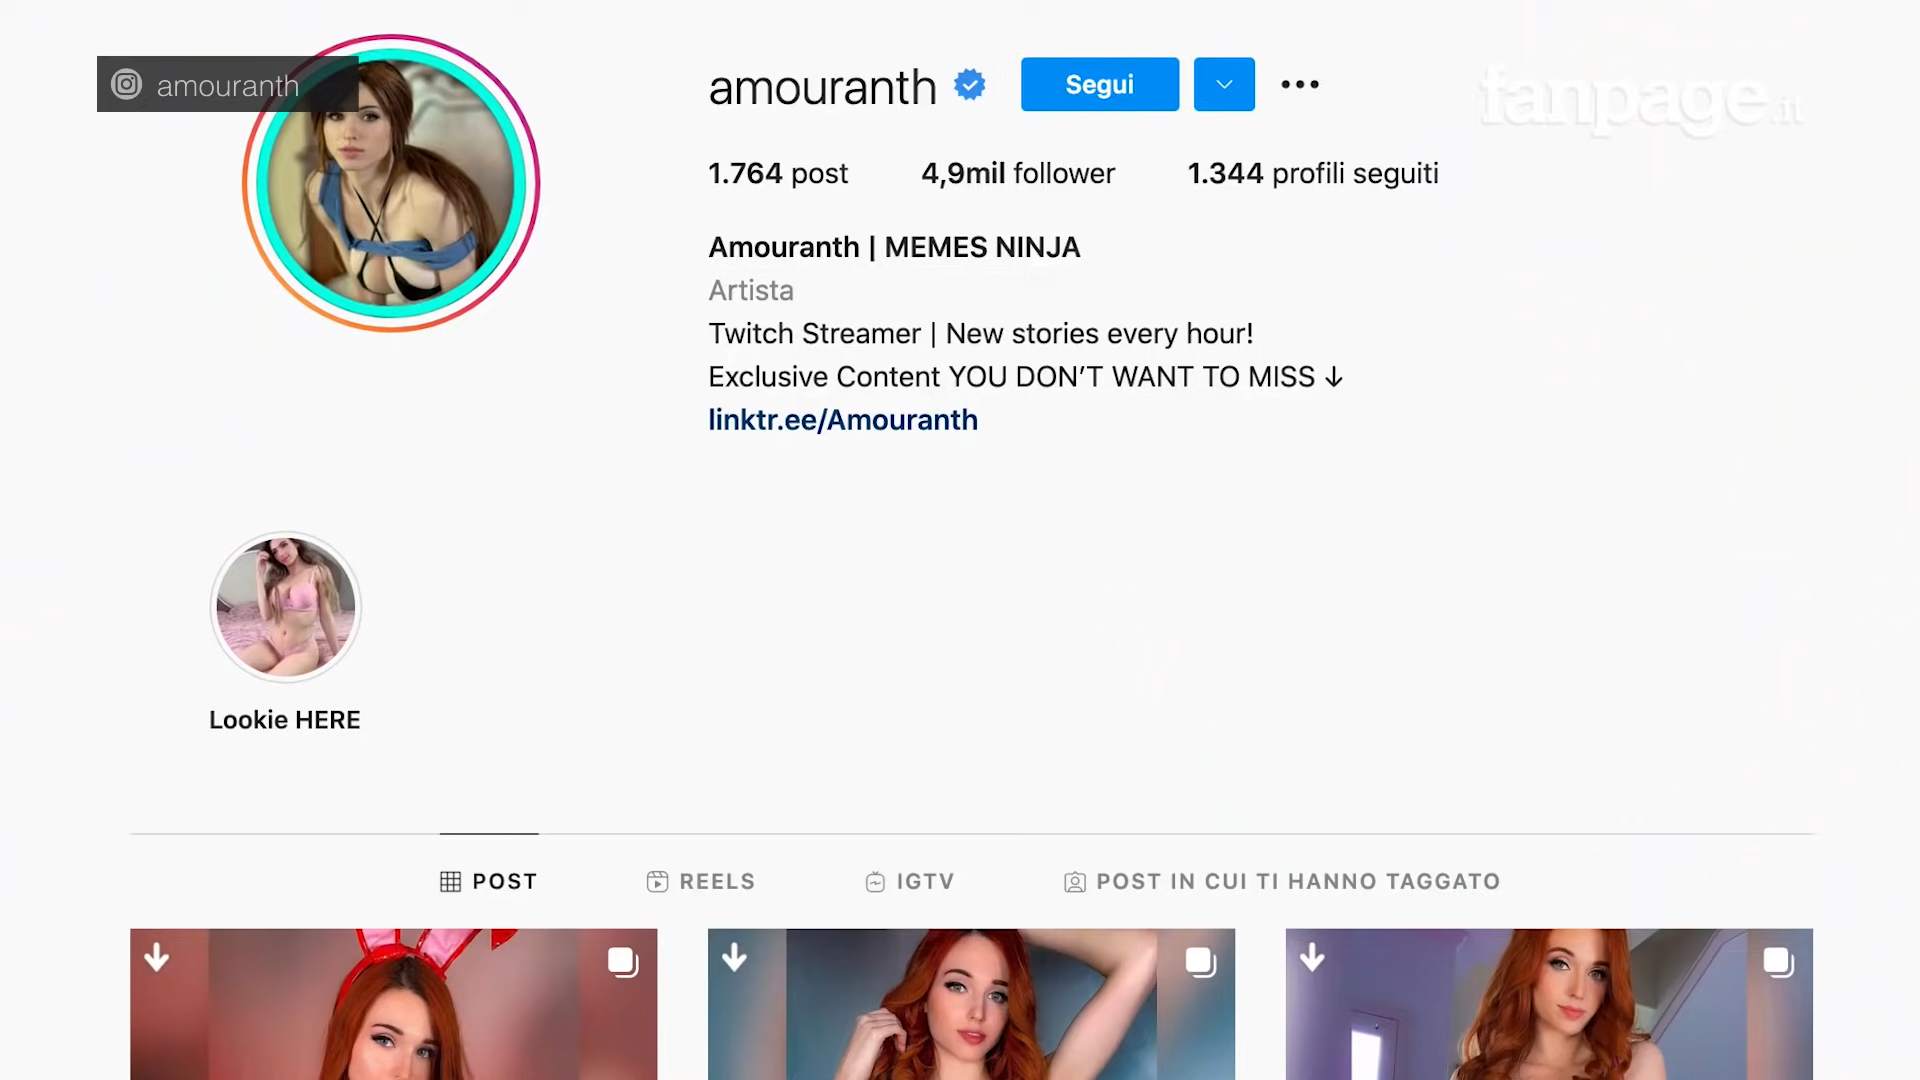 amouranth
amouranth
Segui
fanpage.it
1.764 post
4,9mil follower
1.344 profili seguiti
Amouranth | MEMES NINJA
Artista
Twitch Streamer | New stories every hour!
Exclusive Content YOU DON'T WANT TO MISS ↓
linktr.ee/Amouranth
Lookie HERE
POST
REELS
IGTV
POST IN CUI TI HANNO TAGGATO